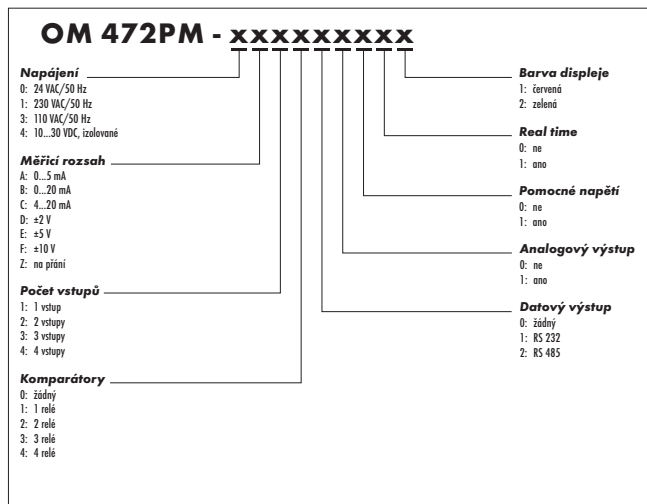 OM 472PM - xxxxxxxxx
Napájení
0: 24 VAC/50 Hz
1: 230 VAC/50 Hz
3: 110 VAC/50 Hz
4: 10...30 VDC, izolované
Měřicí rozsah
A: 0...5 mA
B: 0...20 mA
C: 4...20 mA
D: ±2 V
E: ±5 V
F: ±10 V
Z: na přání
Počet vstupů
1: 1 vstup
2: 2 vstupy
3: 3 vstupy
4: 4 vstupy
Komparátory
0: žádný
1: 1 relé
2: 2 relé
3: 3 relé
4: 4 relé
Barva displeje
1: červená
2: zelená
Real time
0: ne
1: ano
Pomocné napětí
0: ne
1: ano
Analogový výstup
0: ne
1: ano
Datový výstup
0: žádný
1: RS 232
2: RS 485